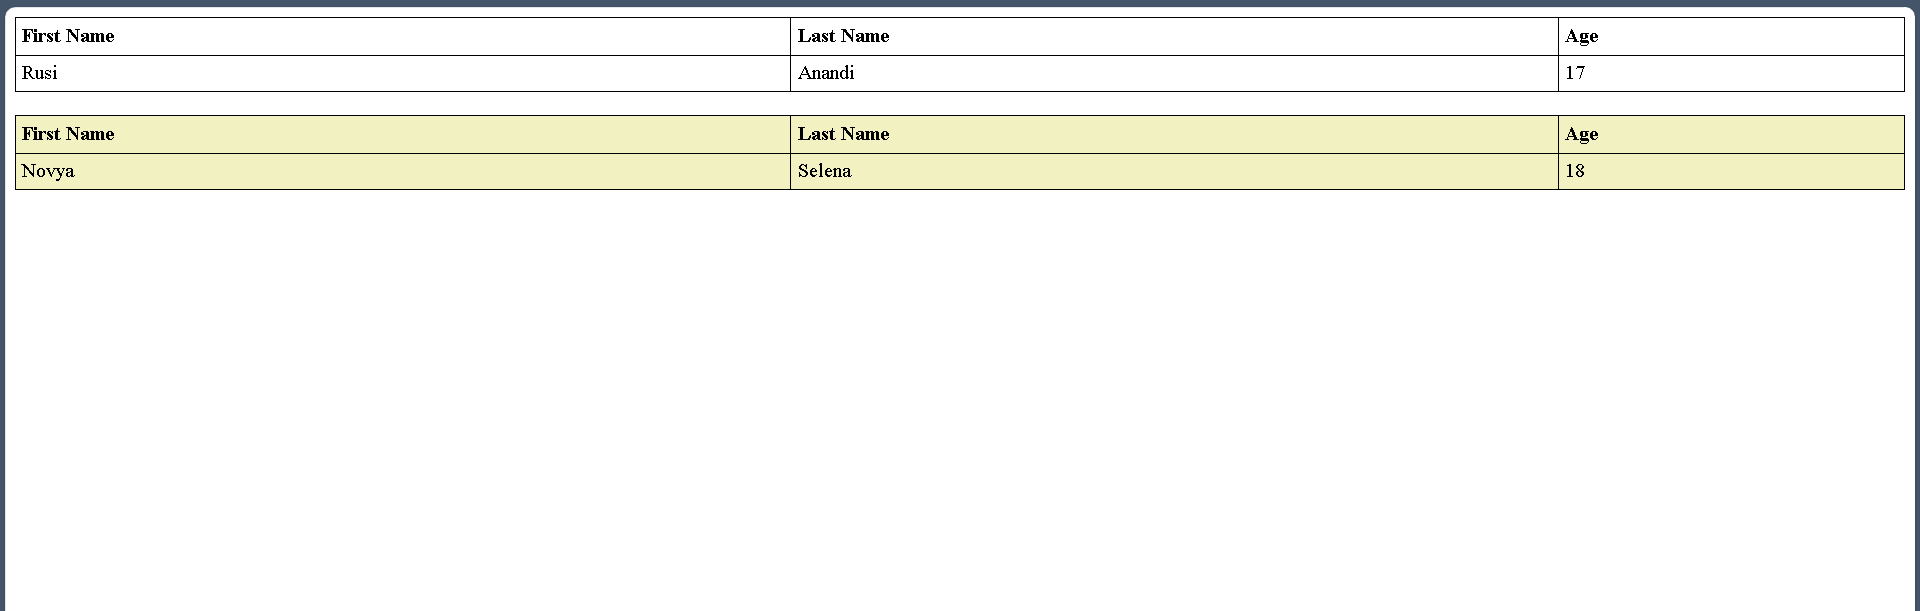 First Name Last Name Age
Rusi Anandi 17
First Name Last Name Age
Novya Selena 18